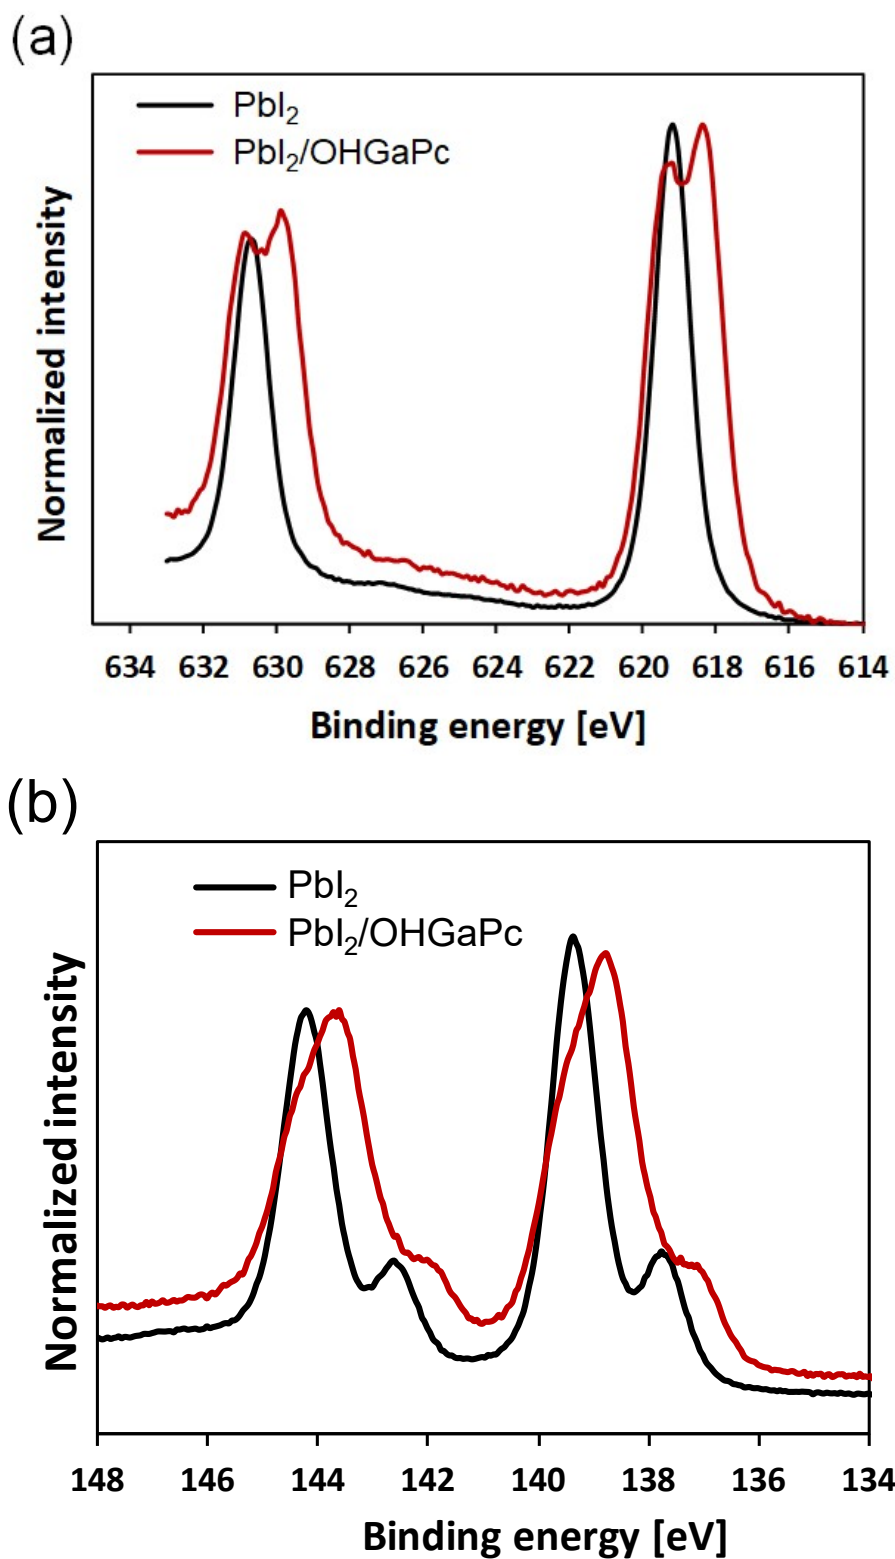 (a)
PbI2
PbI2/OHGaPc
Normalized intensity
634 632 630 628 626 624 622 620 618 616 614
Binding energy [eV]
(b)
PbI2
PbI2/OHGaPc
Normalized intensity
148 146 144 142 140 138 136 134
Binding energy [eV]